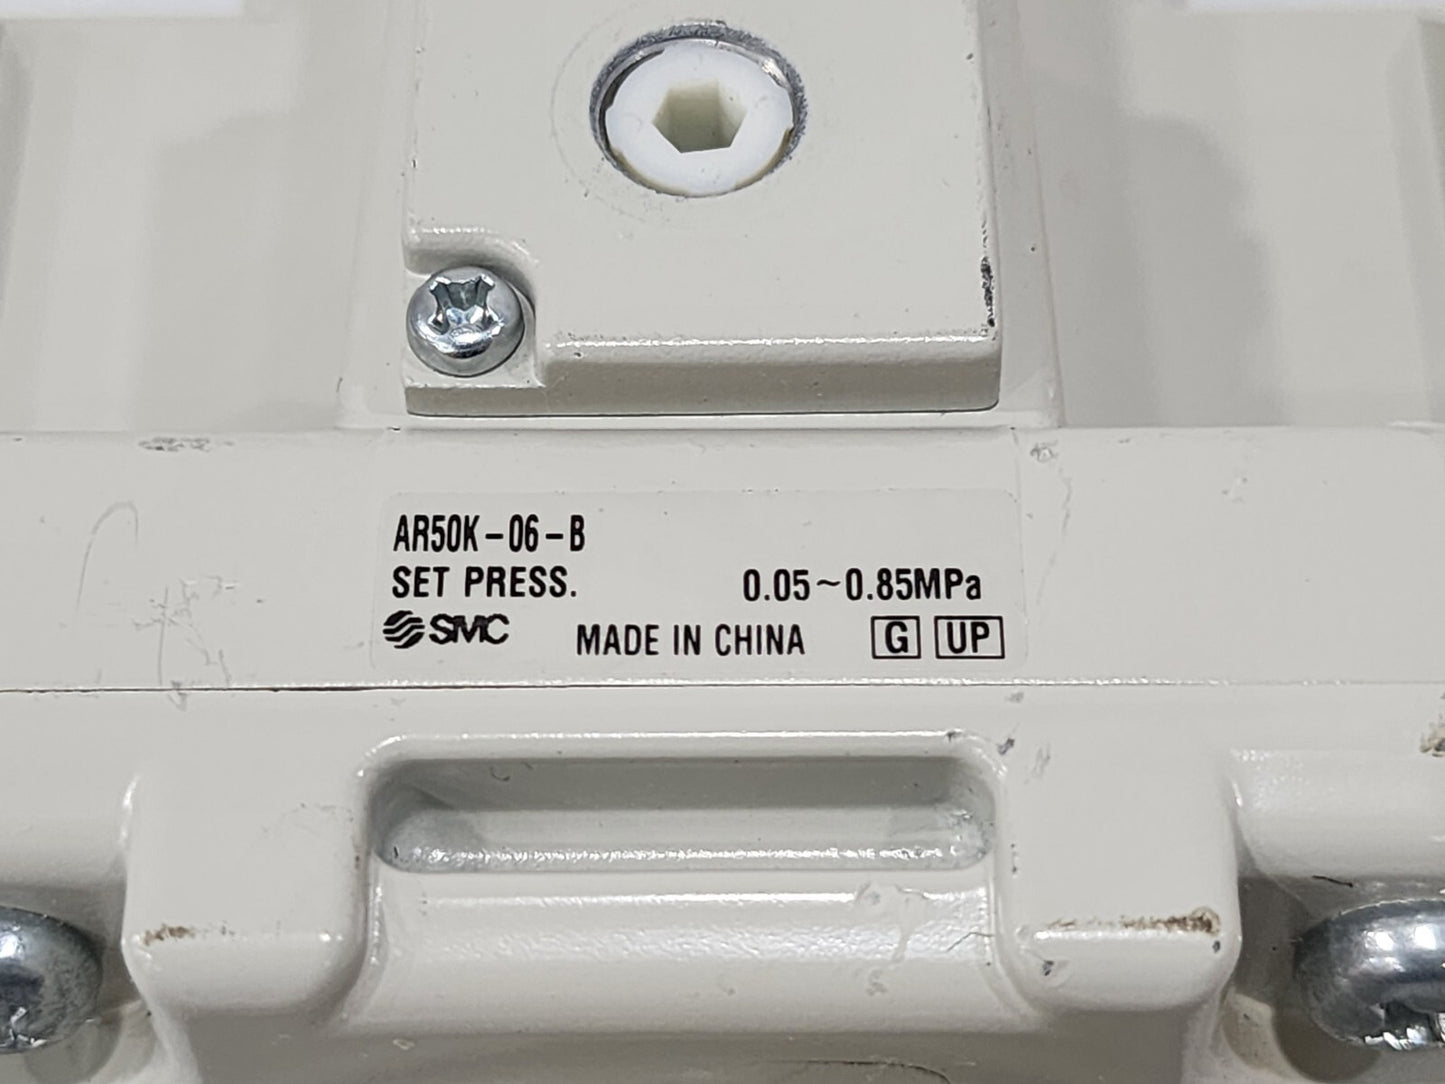 AR50K-06-B
SET PRESS. 0.05~0.85MPa
SMC MADE IN CHINA G UP